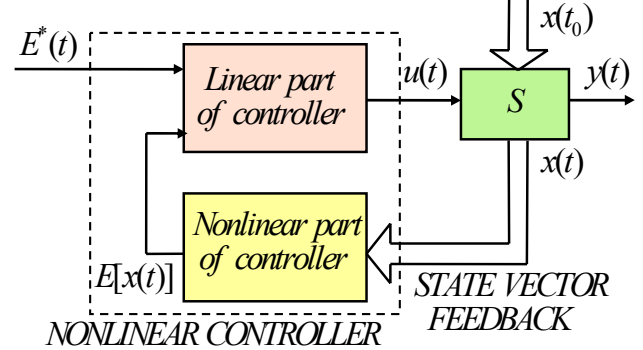 x(t₀)
E*(t)
Linear part
of controller
u(t)
S
y(t)
x(t)
Nonlinear part
of controller
E[x(t)]
STATE VECTOR
FEEDBACK
NONLINEAR CONTROLLER